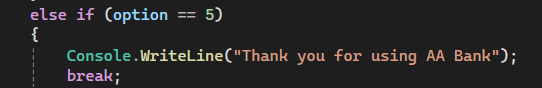 else if (option == 5)
{
Console.WriteLine("Thank you for using AA Bank");
break;